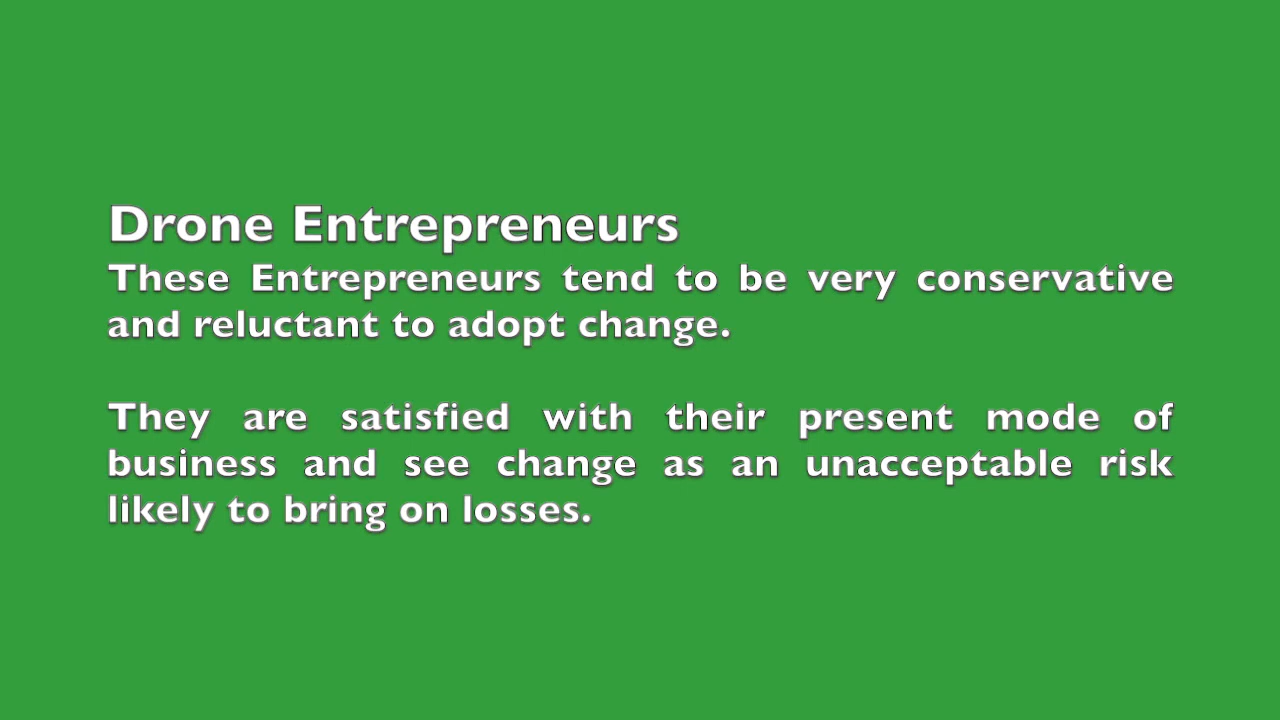 Drone Entrepreneurs
These Entrepreneurs tend to be very conservative
and reluctant to adopt change.
They are satisfied with their present mode of
business and see change as an unacceptable risk
likely to bring on losses.